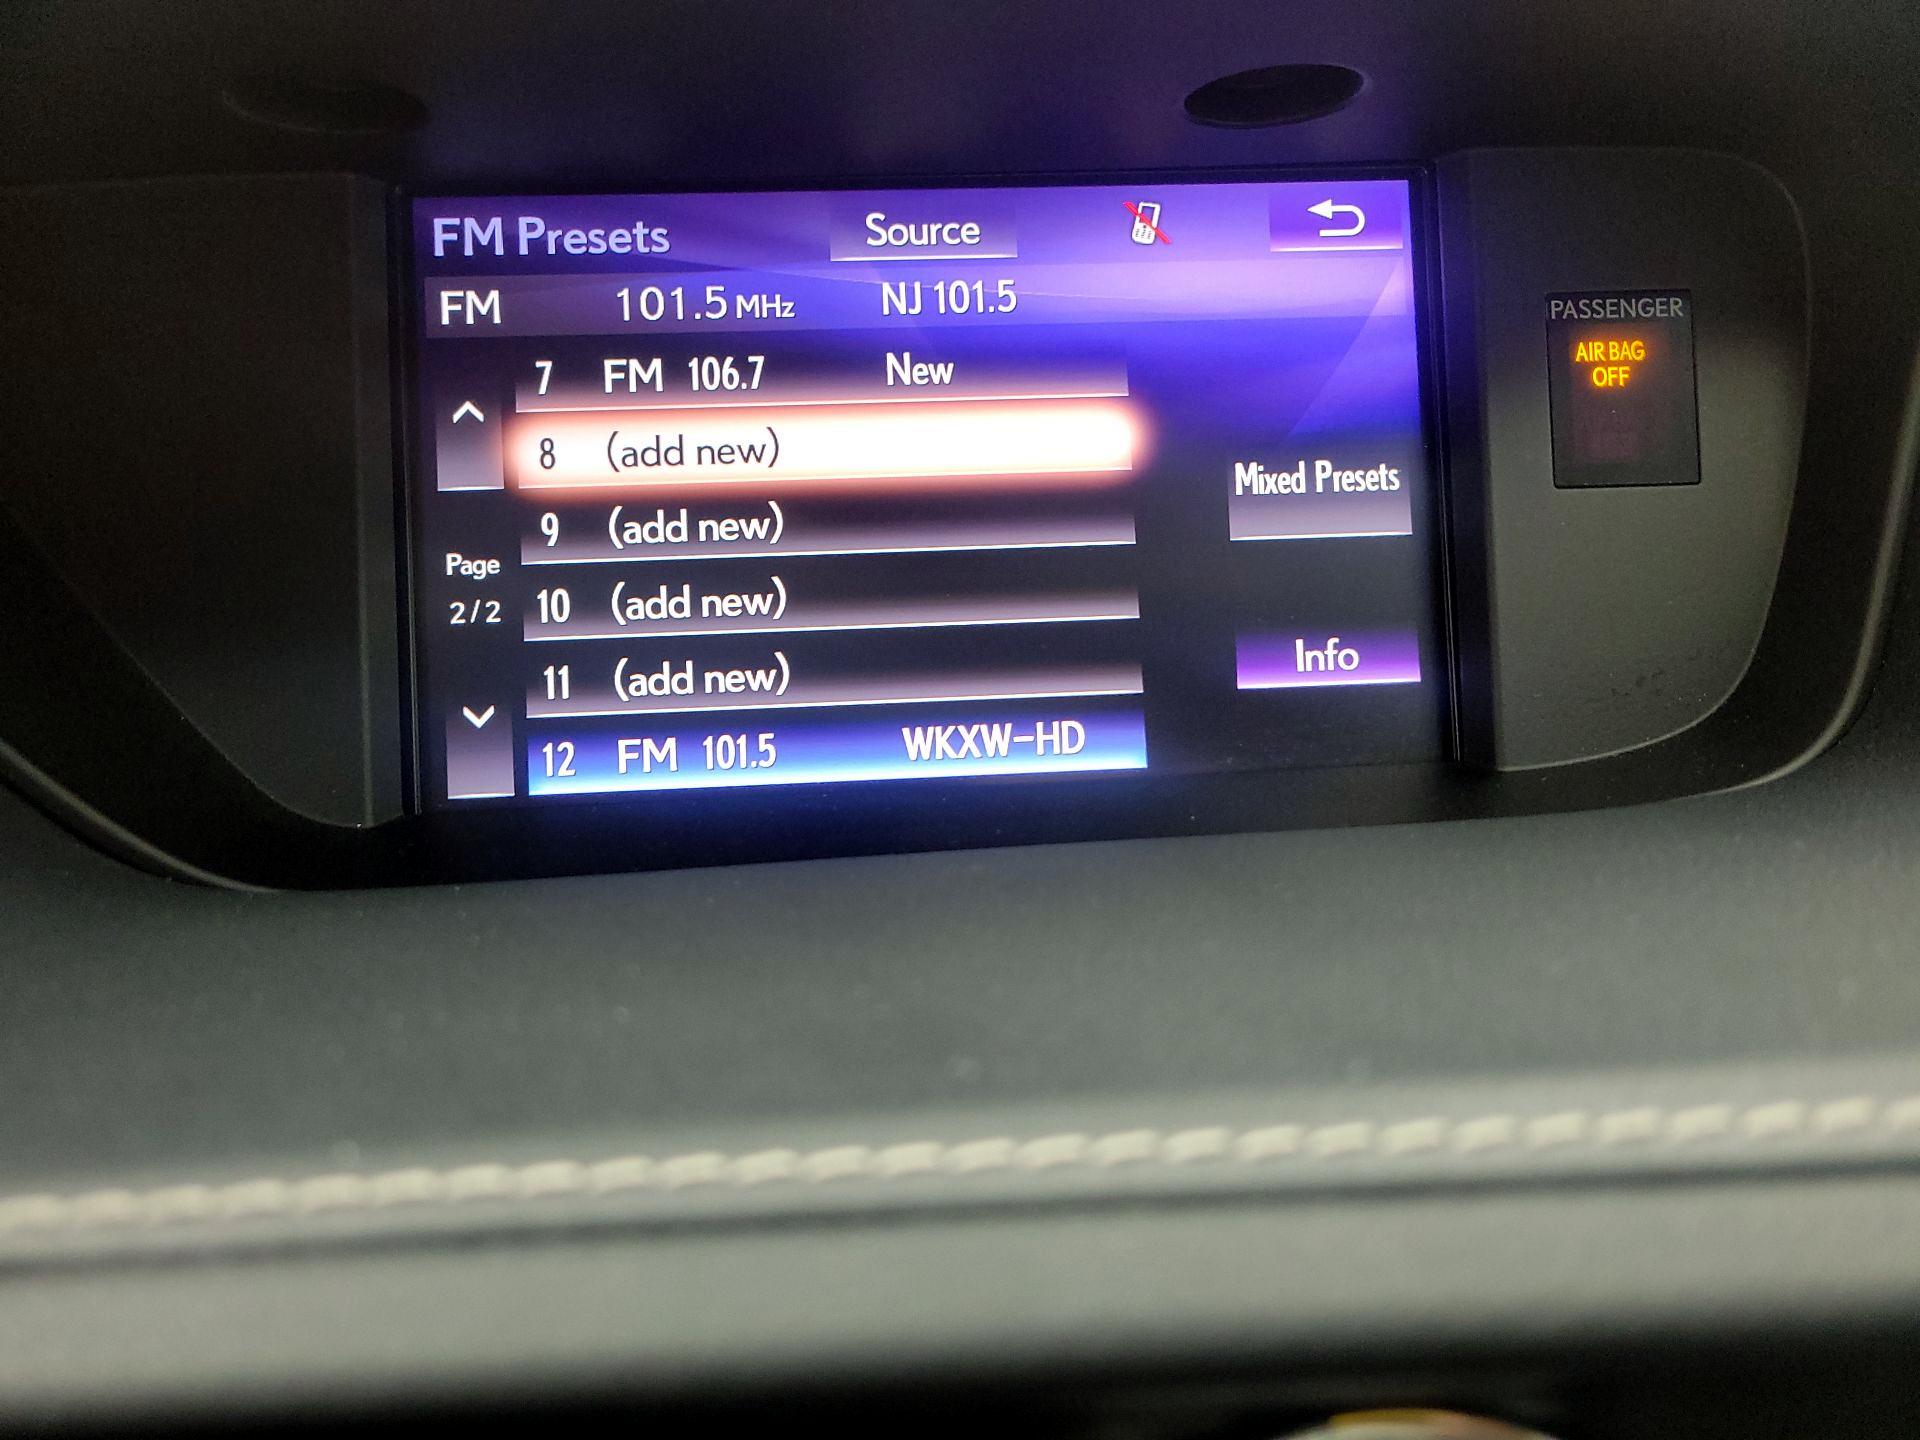 FM Presets Source
FM 101.5 MHz NJ 101.5
7 FM 106.7 New
8 (add new)
9 (add new)
10 (add new)
11 (add new)
12 FM 101.5 WKXW-HD
Page
2/2
Mixed Presets
Info
PASSENGER
AIR BAG
OFF